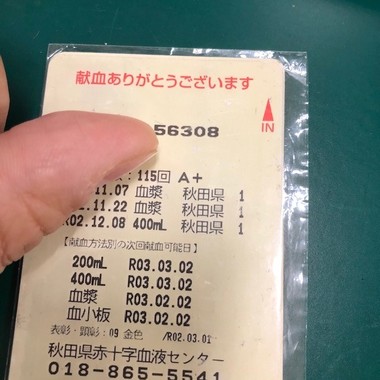 献血ありがとうございます
56308
IN
: 115回 A+
11.07 血漿 秋田県 1
.11.22 血漿 秋田県 1
R02.12.08 400mL 秋田県 1
【献血方法別の次回献血可能日】
200mL R03.03.02
400mL R03.03.02
血漿 R03.02.02
血小板 R03.02.02
表彰・顕彰:09 金色 /R02.03.01
秋田県赤十字血液センター
018-865-5541